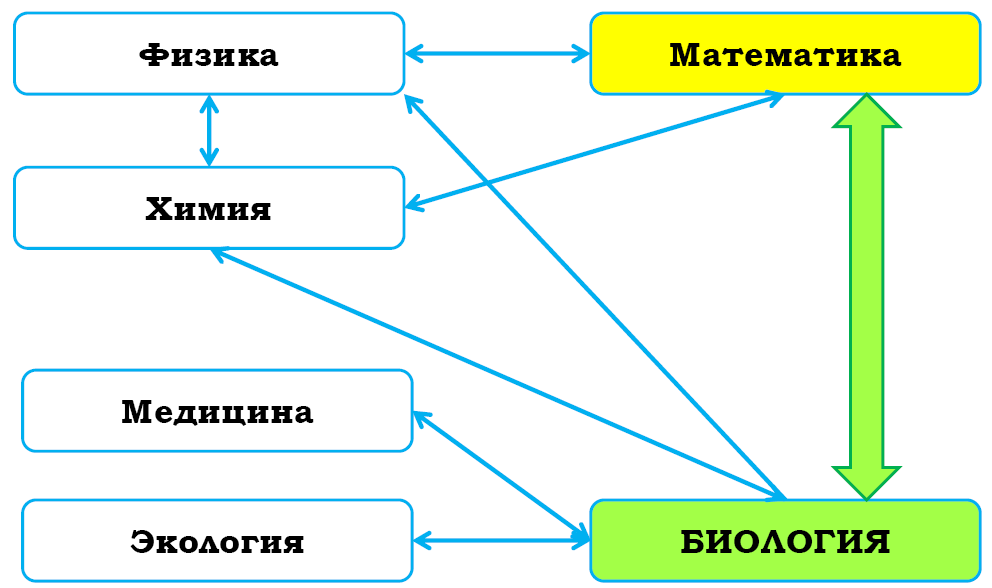 Физика
Математика
Химия
Медицина
Экология
БИОЛОГИЯ